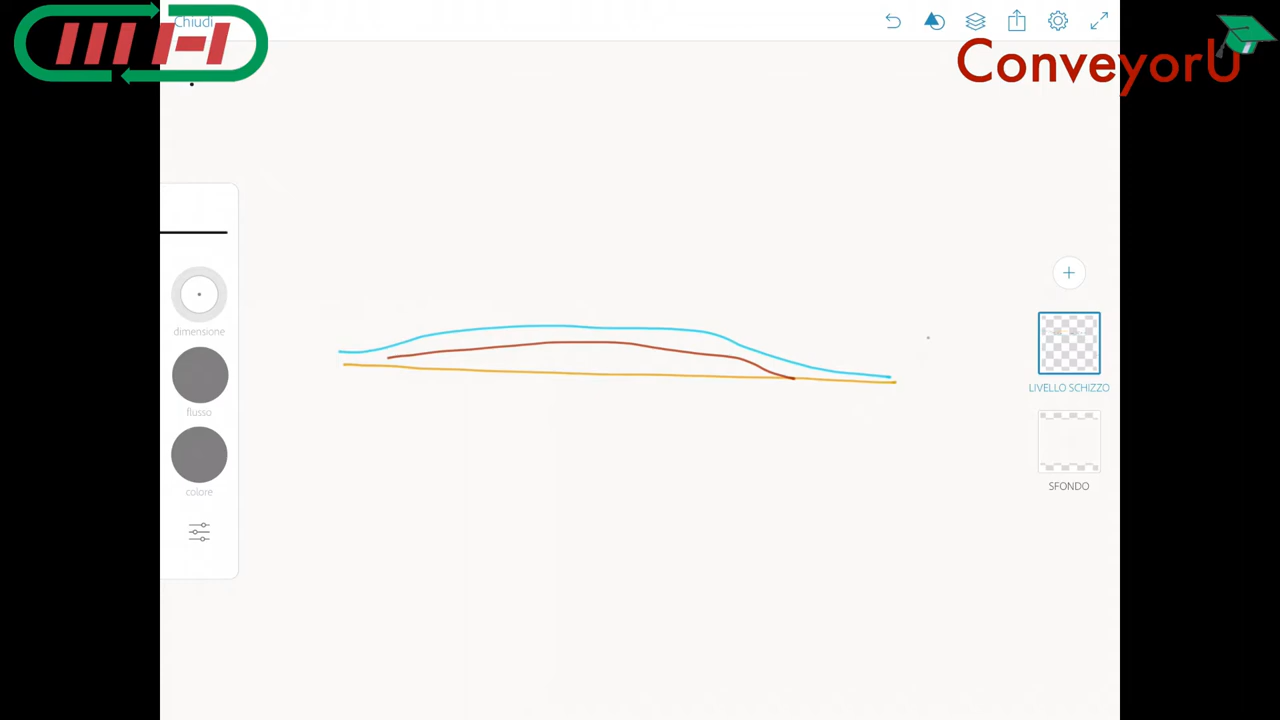 Chiudi
ConveyorU
dimensione
flusso
colore
LIVELLO SCHIZZO
SFONDO